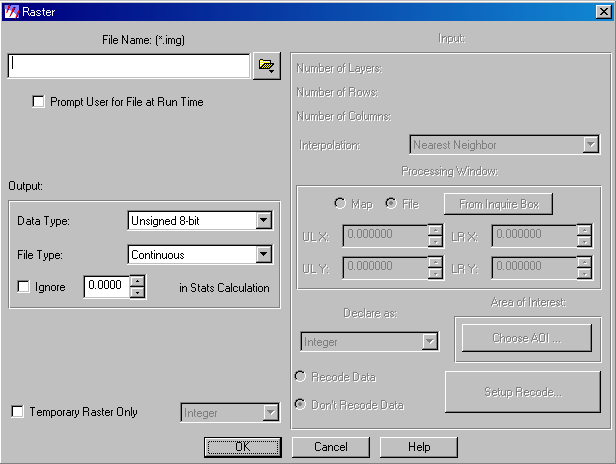 Raster
File Name: (*.img)
Prompt User for File at Run Time
Output:
Data Type: Unsigned 8-bit
File Type: Continuous
Ignore 0.0000 in Stats Calculation
Temporary Raster Only Integer
Input:
Number of Layers:
Number of Rows:
Number of Columns:
Interpolation: Nearest Neighbor
Processing Window:
Map File From Inquire Box
UL X: 0.000000 LR X: 0.000000
UL Y: 0.000000 LR Y: 0.000000
Declare as:
Integer
Area of Interest:
Choose AOI ...
Recode Data
Don't Recode Data
Setup Recode...
OK Cancel Help